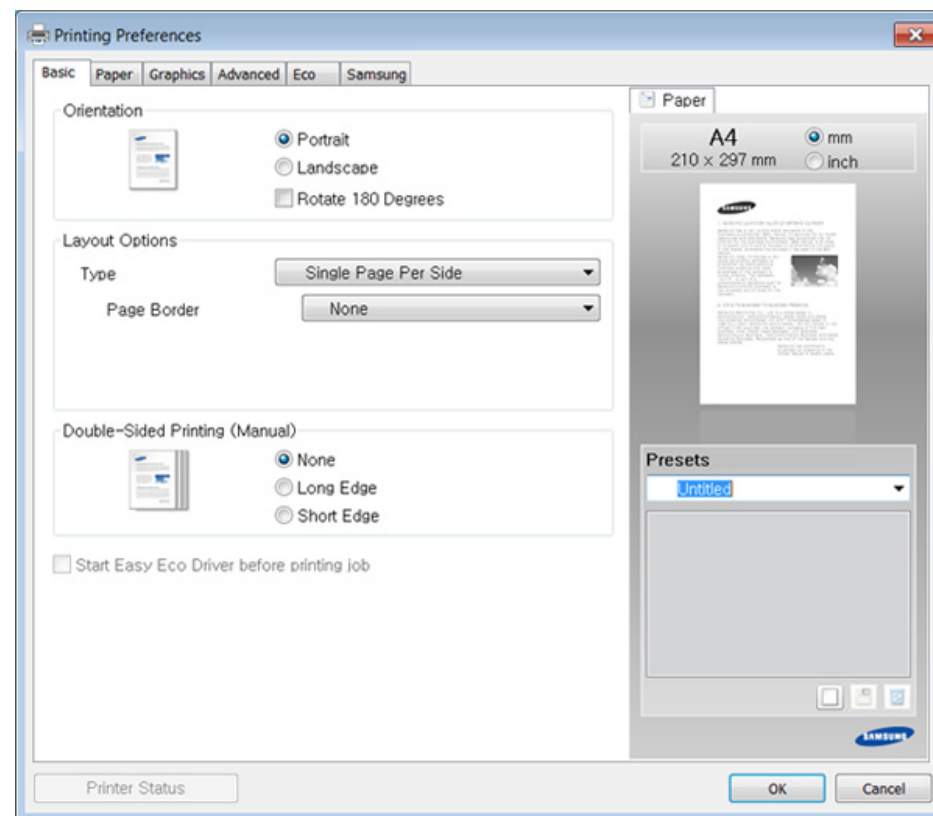 Printing Preferences
Basic Paper Graphics Advanced Eco Samsung
Orientation
Portrait
Landscape
Rotate 180 Degrees
Layout Options
Type Single Page Per Side
Page Border None
Double-Sided Printing (Manual)
None
Long Edge
Short Edge
Start Easy Eco Driver before printing job
Paper
A4
210 x 297 mm
mm
inch
SAMSUNG
Presets
Untitled
SAMSUNG
Printer Status OK Cancel